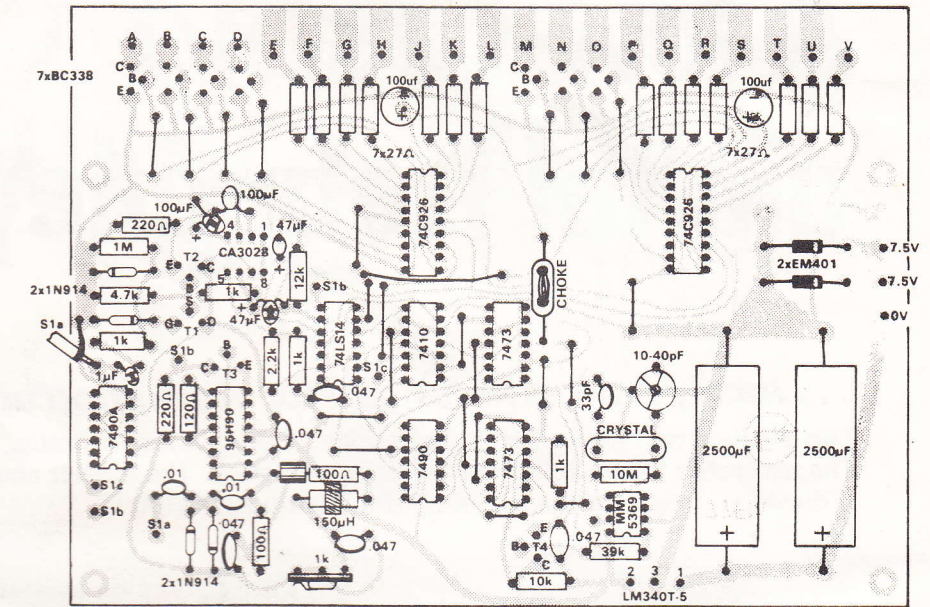 A B C D E F G H J K L M N O P Q R S T U V
7xBC338
C
B
E
C
B
E
100uf
100uf
7x27Ω
7x27Ω
74C926
74C926
100µF
100µF
220Ω
4
1
47µF
CA3028
1M
T2
E
C
5
8
12k
S1b
2x1N914
4.7k
D
S
G
1k
47µF
G
T1
D
S1a
1k
S1b
B
C
E
T3
2.2k
1k
74LS14
S1c
7410
7473
CHOKE
10-40pF
33pF
2xEM401
7.5V
7.5V
0V
1µF
.047
7490A
220Ω
120Ω
95H90
.047
7490
7473
1k
CRYSTAL
10M
2500µF
2500µF
S1c
.01
.01
100Ω
150µH
MM
5369
S1b
S1a
.047
100Ω
.047
E
B
T4
C
.047
39k
2x1N914
1k
10k
2 3 1
LM340T-5